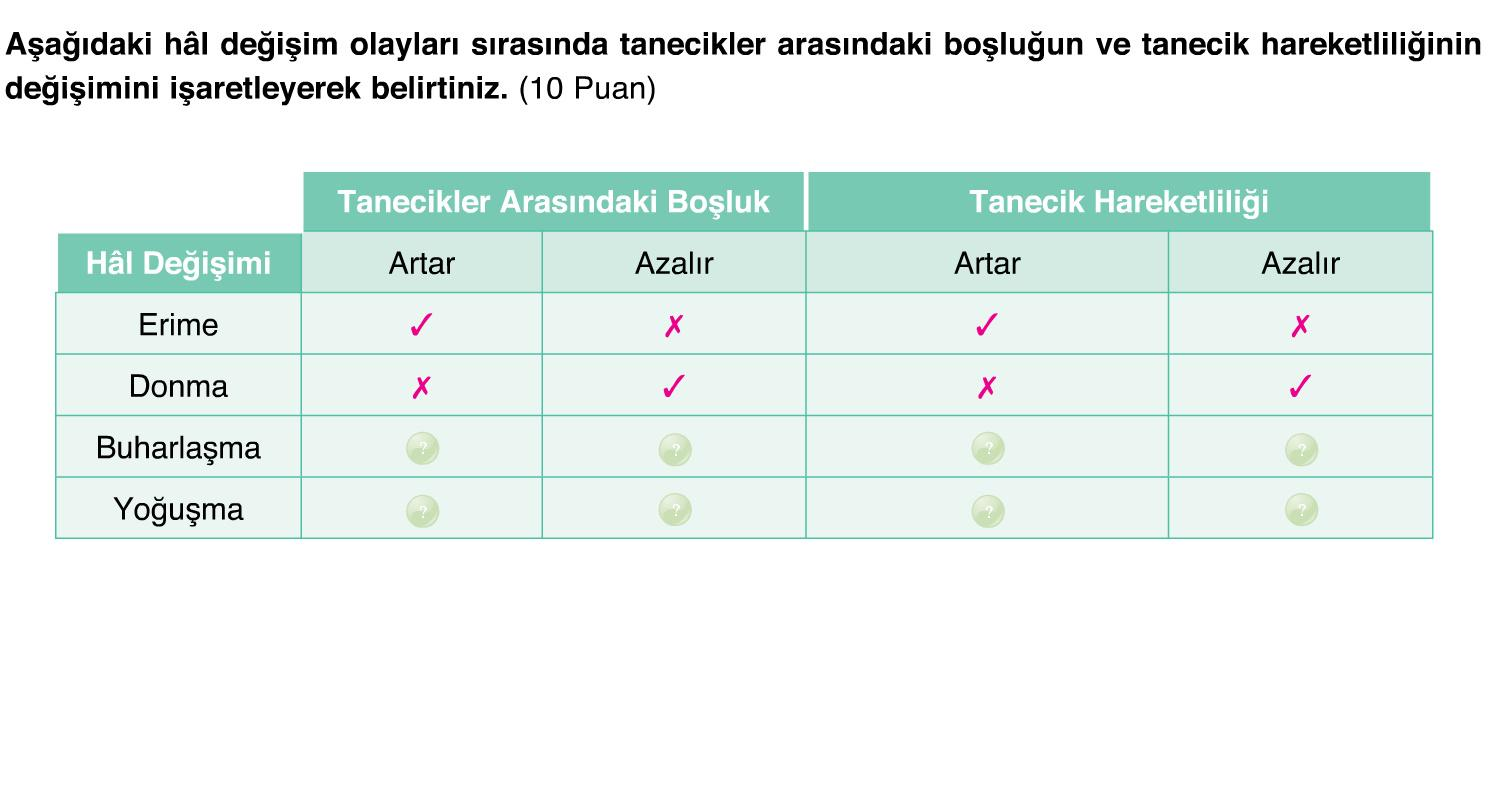 Aşağıdaki hâl değişim olayları sırasında tanecikler arasındaki boşluğun ve tanecik hareketliliğinin
değişimini işaretleyerek belirtiniz. (10 Puan)
Tanecikler Arasındaki Boşluk Tanecik Hareketliliği
Hâl Değişimi Artar Azalır Artar Azalır
Erime ✓ ✗ ✓ ✗
Donma ✗ ✓ ✗ ✓
Buharlaşma ? ? ? ?
Yoğuşma ? ? ? ?